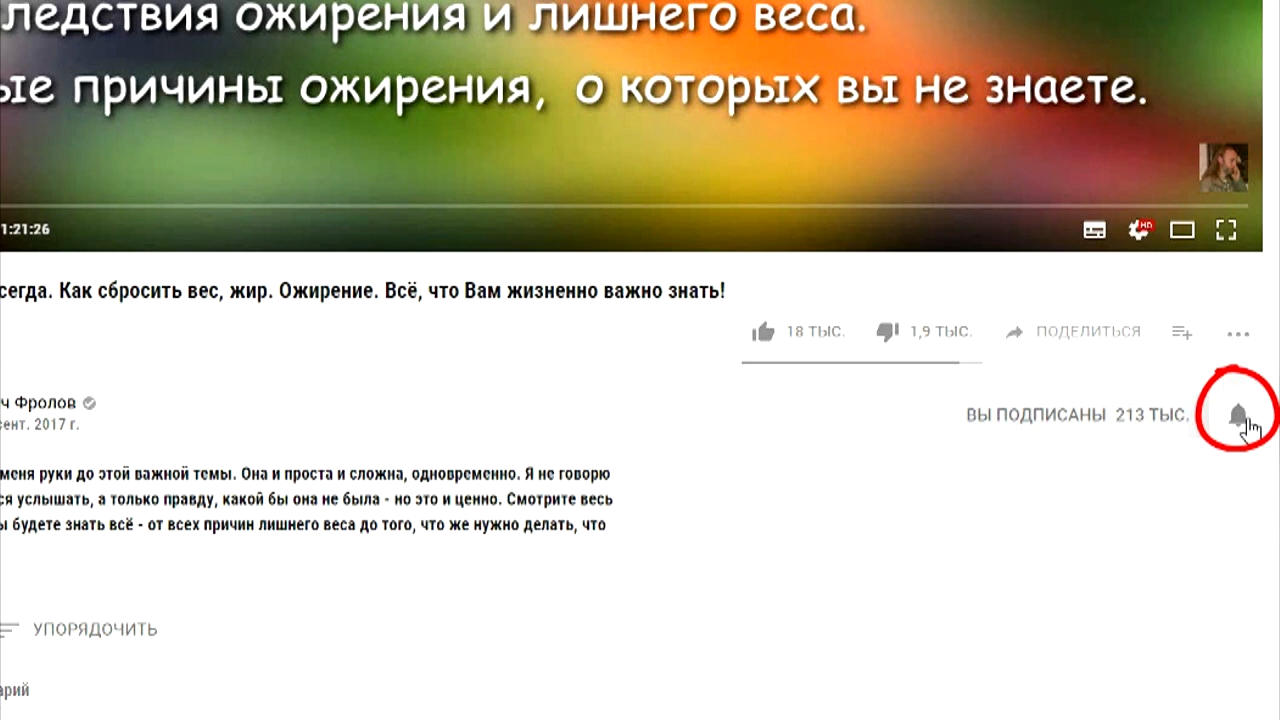 ледствия ожирения и лишнего веса.
ые причины ожирения, о которых вы не знаете.
1:21:26
HD
сегда. Как сбросить вес, жир. Ожирение. Всё, что Вам жизненно важно знать!
18 ТЫС. 1,9 ТЫС. ПОДЕЛИТЬСЯ
ч Фролов
сент. 2017 г.
ВЫ ПОДПИСАНЫ 213 ТЫС.
меня руки до этой важной темы. Она и проста и сложна, одновременно. Я не говорю
ся услышать, а только правду, какой бы она не была - но это и ценно. Смотрите весь
ы будете знать всё - от всех причин лишнего веса до того, что же нужно делать, что
УПОРЯДОЧИТЬ
арий